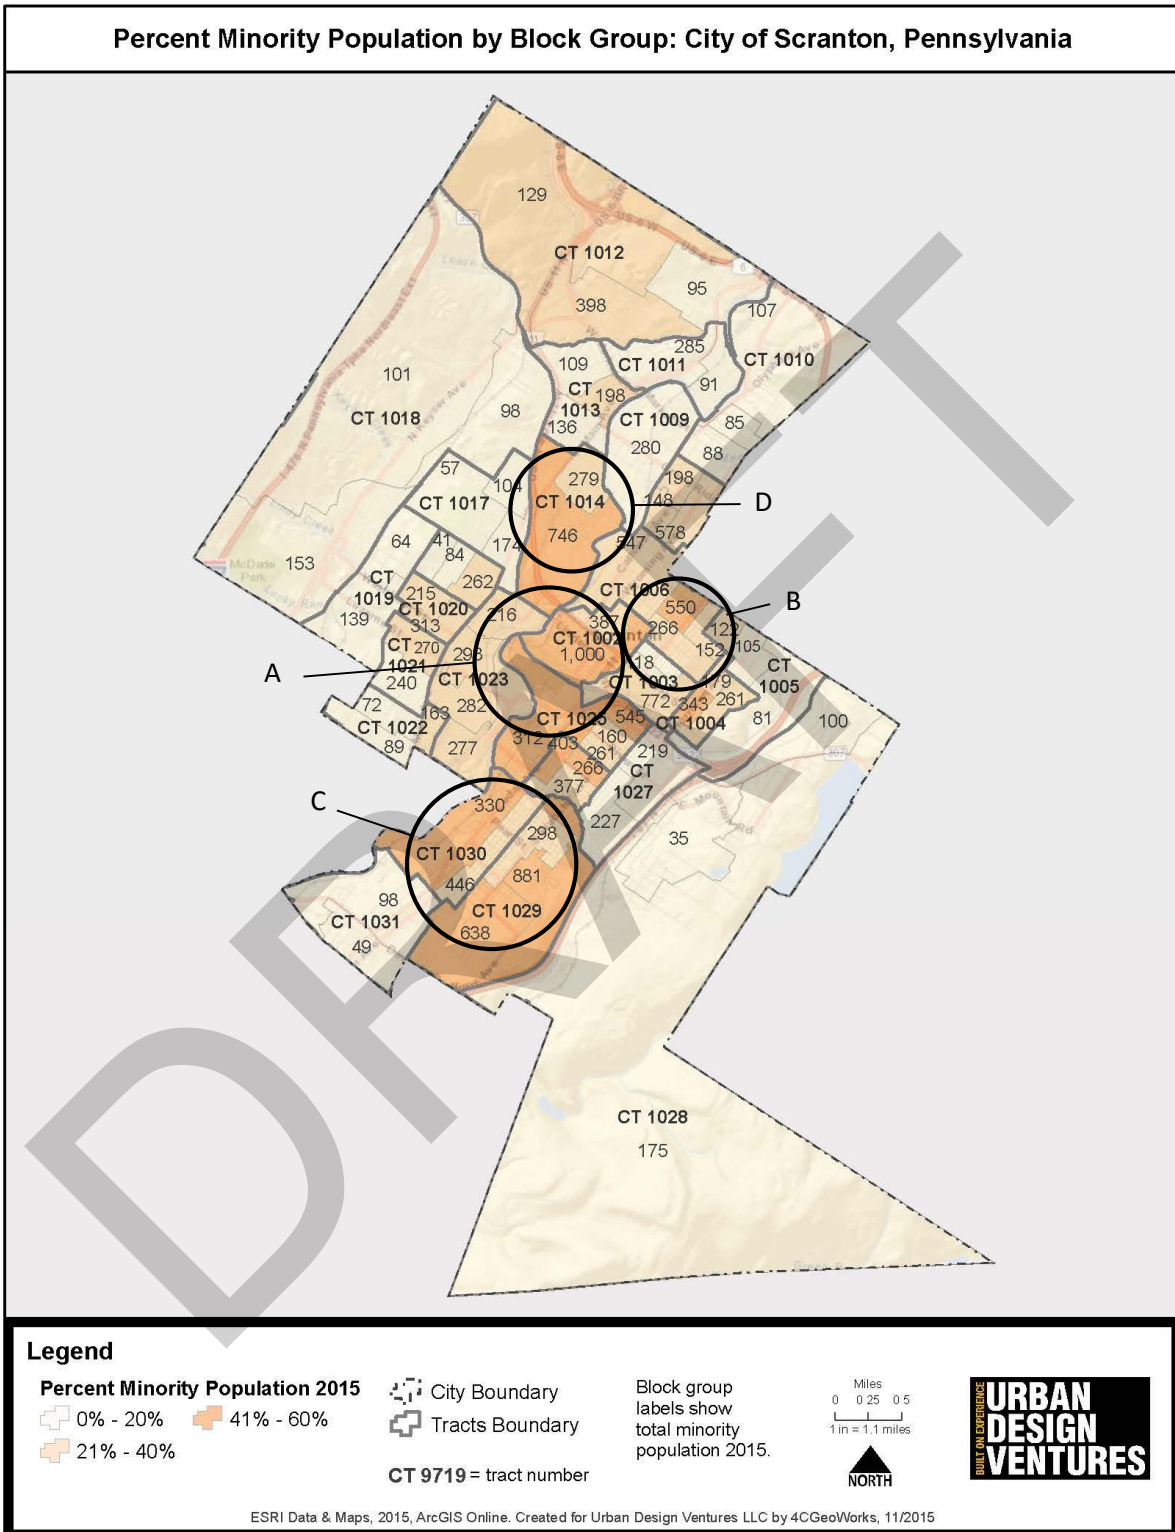 Percent Minority Population by Block Group: City of Scranton, Pennsylvania
129
CT 1012
95
398
107
6
285
CT 1011
CT 1010
109
101
CT 1018
N Keyser Ave
98
CT 1013
198
91
136
CT 1009
280
85
88
57
104
279
198
CT 1017
CT 1014
148
D
746
578
547
64
41
84
174
153
McDade Park
CT 1019
262
CT 1006
215
CT 1020
550
B
139
313
216
387
266
122
CT 1002
CT 1021
270
293
1,000
152
105
A
18
CT 1005
240
CT 1023
CT 1003
179
72
163
282
772
343
261
CT 1022
CT 1025
545
CT 1004
81
100
89
277
312
403
160
219
307
261
CT 1027
266
377
C
330
227
298
35
CT 1030
446
881
98
CT 1029
CT 1031
638
49
CT 1028
175
DRAFT
Legend
Percent Minority Population 2015
0% - 20%
41% - 60%
21% - 40%
City Boundary
Tracts Boundary
CT 9719 = tract number
Block group
labels show
total minority
population 2015.
Miles
0 0.25 0.5
1 in = 1.1 miles
NORTH
BUILT ON EXPERIENCE
URBAN
DESIGN
VENTURES
ESRI Data & Maps, 2015, ArcGIS Online. Created for Urban Design Ventures LLC by 4CGeoWorks, 11/2015